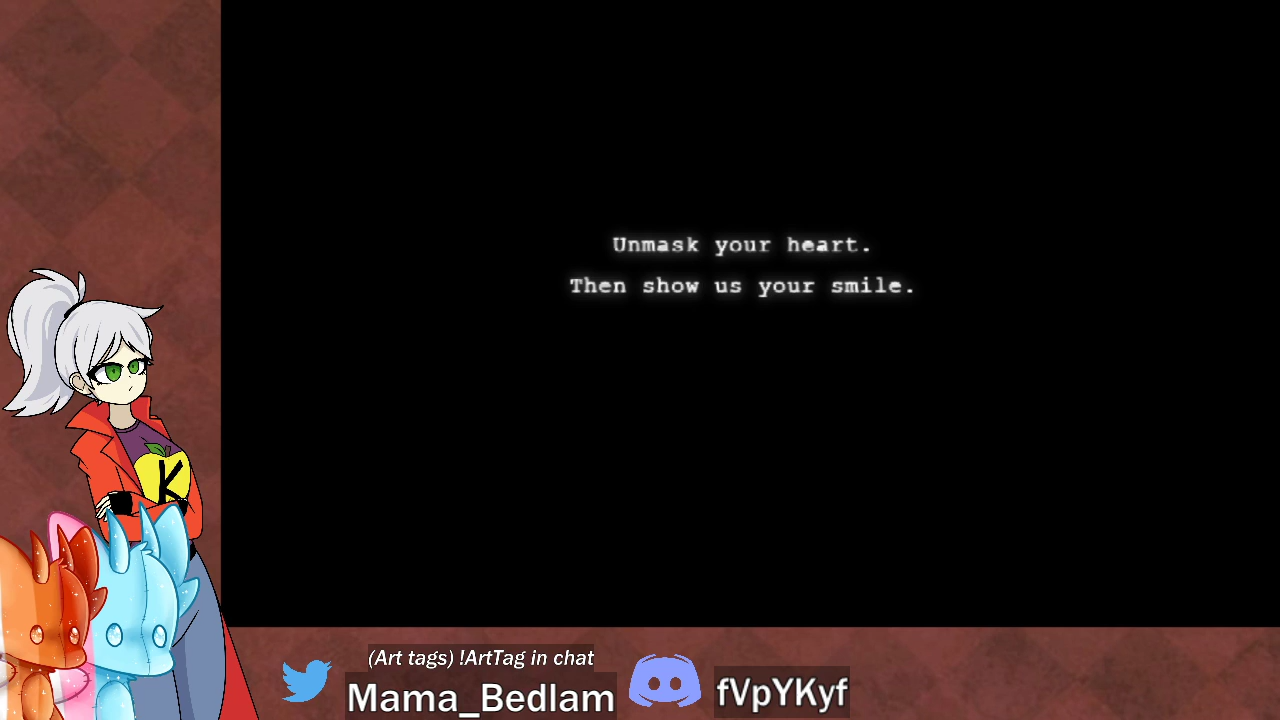 Unmask your heart.
Then show us your smile.
K
(Art tags) !ArtTag in chat
Mama_Bedlam
fVpYKyf